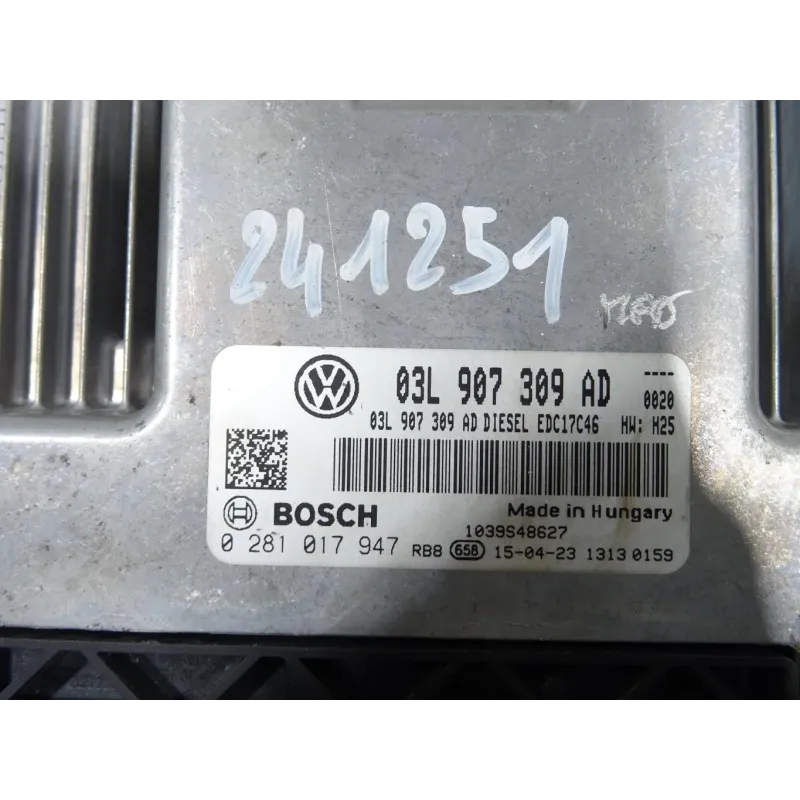 241251
03L 907 309 AD
----
0020
03L 907 309 AD DIESEL EDC17C46 HW: H25
BOSCH
Made in Hungary
1039S48627
0 281 017 947 RB8 658 15-04-23 1313 0159